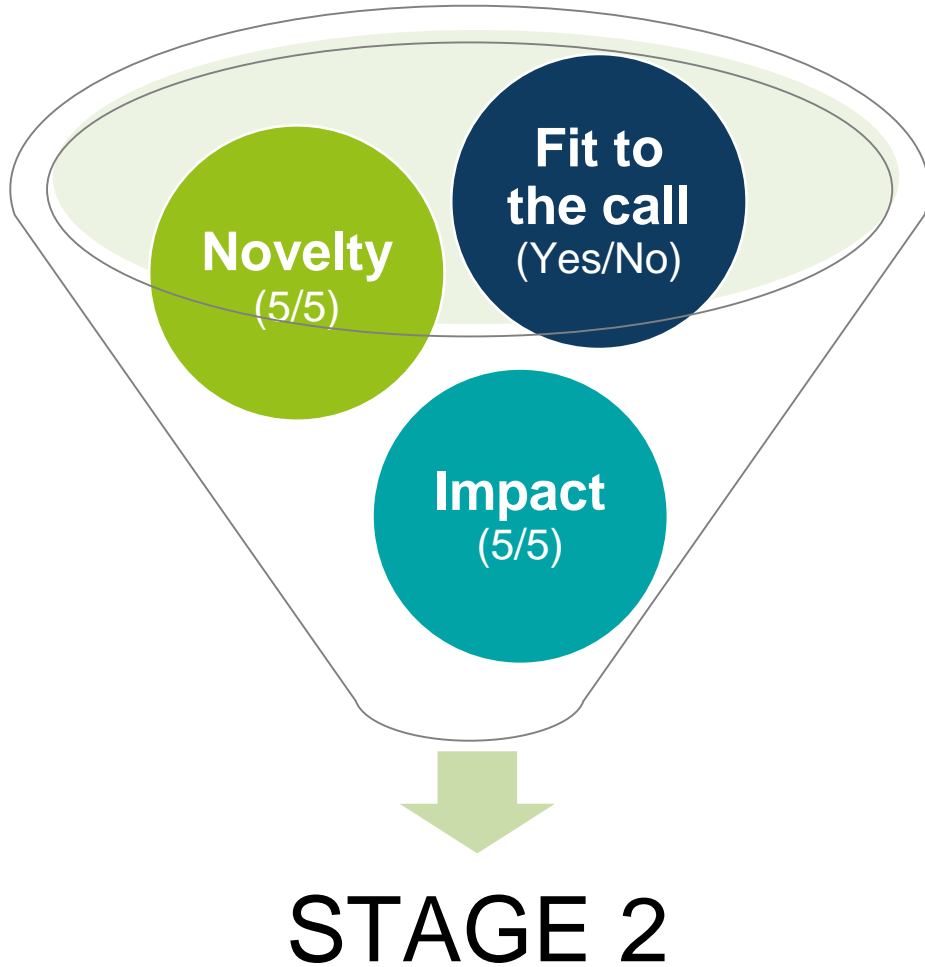 Fit to
the call
(Yes/No)
Novelty
(5/5)
Impact
(5/5)
STAGE 2